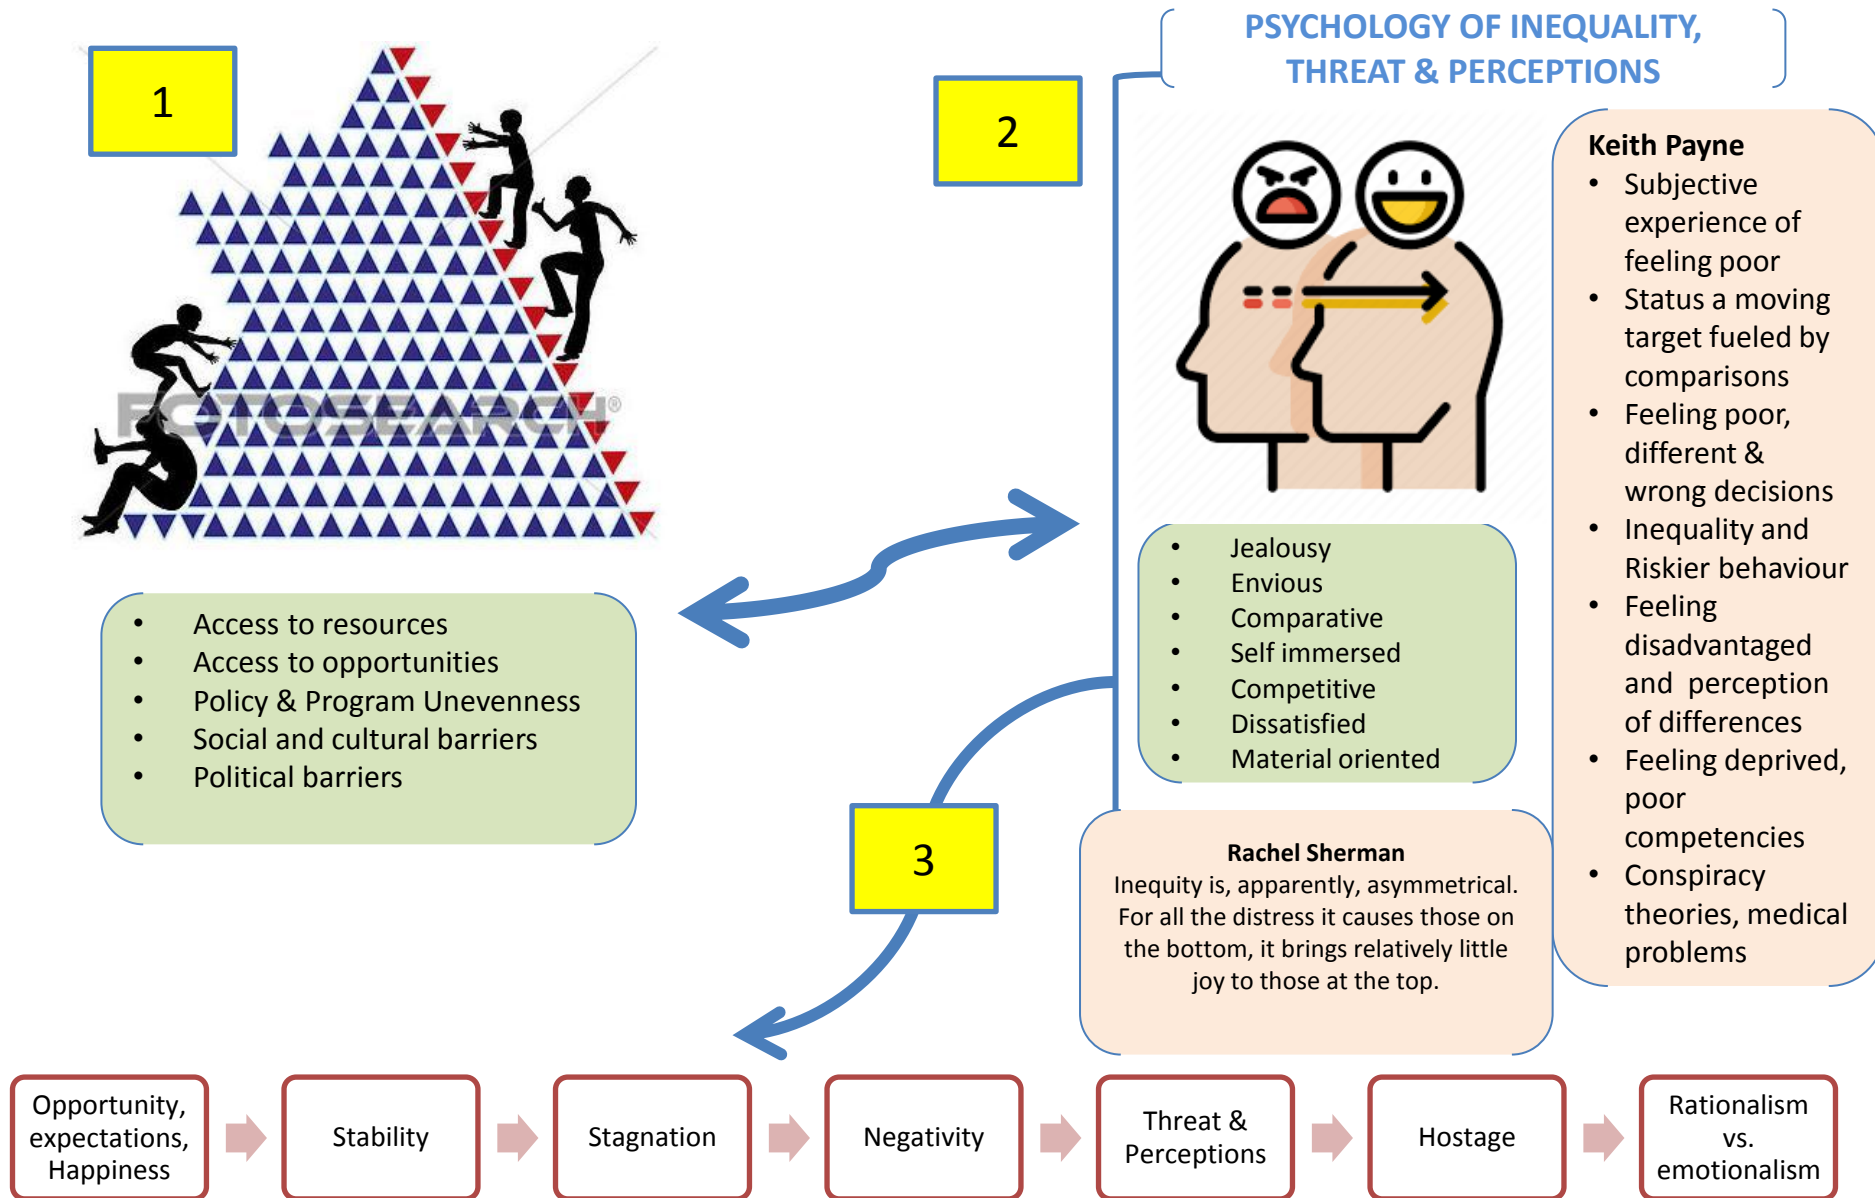 1
FOTOSEARCH®
• Access to resources
• Access to opportunities
• Policy & Program Unevenness
• Social and cultural barriers
• Political barriers
2
PSYCHOLOGY OF INEQUALITY,
THREAT & PERCEPTIONS
• Jealousy
• Envious
• Comparative
• Self immersed
• Competitive
• Dissatisfied
• Material oriented
Keith Payne
• Subjective
experience of
feeling poor
• Status a moving
target fueled by
comparisons
• Feeling poor,
different &
wrong decisions
• Inequality and
Riskier behaviour
• Feeling
disadvantaged
and perception
of differences
• Feeling deprived,
poor
competencies
• Conspiracy
theories, medical
problems
Rachel Sherman
Inequity is, apparently, asymmetrical.
For all the distress it causes those on
the bottom, it brings relatively little
joy to those at the top.
3
Opportunity,
expectations,
Happiness
Stability
Stagnation
Negativity
Threat &
Perceptions
Hostage
Rationalism
vs.
emotionalism